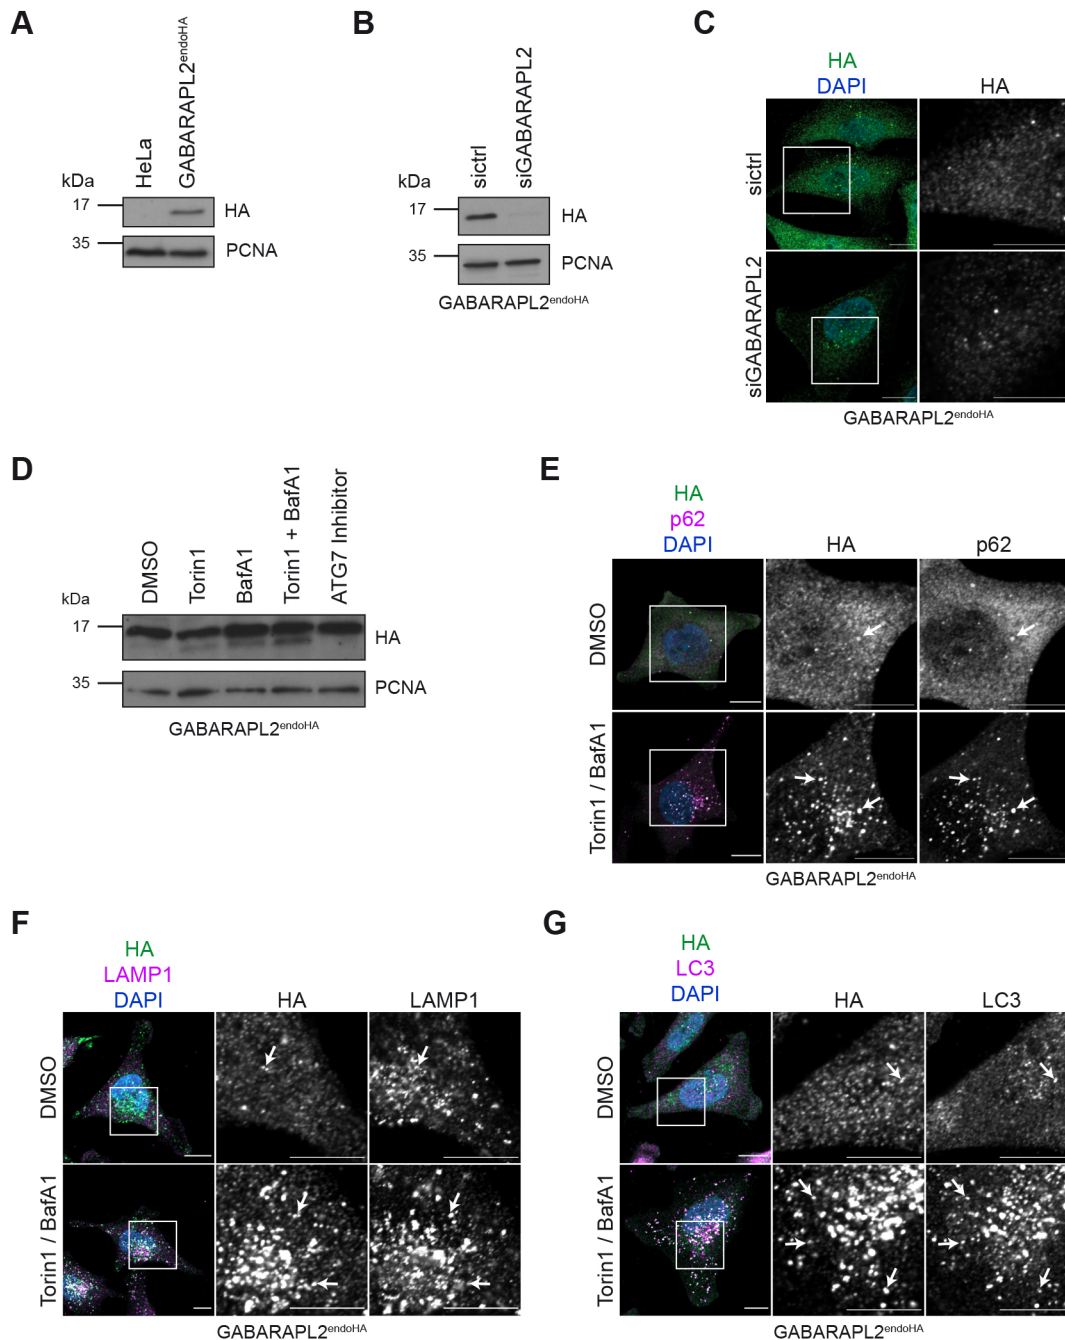 A
HeLa
GABARAPL2endoHA
kDa
17
HA
35
PCNA
B
sictrl
siGABARAPL2
kDa
17
HA
35
PCNA
GABARAPL2endoHA
C
HA
DAPI
HA
sictrl
siGABARAPL2
GABARAPL2endoHA
D
DMSO
Torin1
BafA1
Torin1 + BafA1
ATG7 Inhibitor
kDa
17
HA
35
PCNA
GABARAPL2endoHA
E
HA
p62
DAPI
HA
p62
DMSO
Torin1 / BafA1
GABARAPL2endoHA
F
HA
LAMP1
DAPI
HA
LAMP1
DMSO
Torin1 / BafA1
GABARAPL2endoHA
G
HA
LC3
DAPI
HA
LC3
DMSO
Torin1 / BafA1
GABARAPL2endoHA